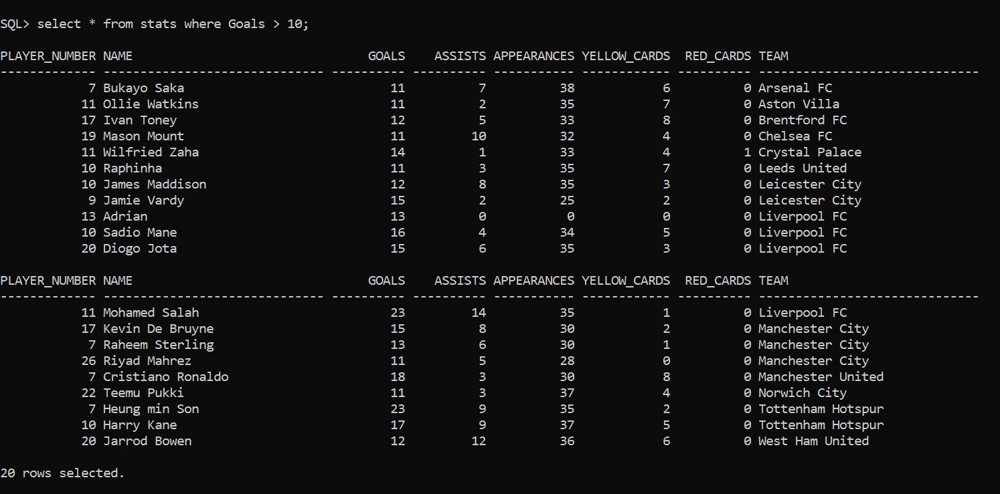 SQL> select * from stats where Goals > 10;
PLAYER_NUMBER NAME                                GOALS    ASSISTS APPEARANCES YELLOW_CARDS  RED_CARDS TEAM
------------- ------------------------------ ---------- ---------- ----------- ------------ ---------- ------------------------------
            7 Bukayo Saka                            11          7          38            6          0 Arsenal FC
           11 Ollie Watkins                          11          2          35            7          0 Aston Villa
           17 Ivan Toney                             12          5          33            8          0 Brentford FC
           19 Mason Mount                            11         10          32            4          0 Chelsea FC
           11 Wilfried Zaha                          14          1          33            4          1 Crystal Palace
           10 Raphinha                               11          3          35            7          0 Leeds United
           10 James Maddison                         12          8          35            3          0 Leicester City
            9 Jamie Vardy                            15          2          25            2          0 Leicester City
           13 Adrian                                 13          0           0            0          0 Liverpool FC
           10 Sadio Mane                             16          4          34            5          0 Liverpool FC
           20 Diogo Jota                             15          6          35            3          0 Liverpool FC
PLAYER_NUMBER NAME                                GOALS    ASSISTS APPEARANCES YELLOW_CARDS  RED_CARDS TEAM
------------- ------------------------------ ---------- ---------- ----------- ------------ ---------- ------------------------------
           11 Mohamed Salah                          23         14          35            1          0 Liverpool FC
           17 Kevin De Bruyne                        15          8          30            2          0 Manchester City
            7 Raheem Sterling                        13          6          30            1          0 Manchester City
           26 Riyad Mahrez                           11          5          28            0          0 Manchester City
            7 Cristiano Ronaldo                      18          3          30            8          0 Manchester United
           22 Teemu Pukki                            11          3          37            4          0 Norwich City
            7 Heung min Son                          23          9          35            2          0 Tottenham Hotspur
           10 Harry Kane                             17          9          37            5          0 Tottenham Hotspur
           20 Jarrod Bowen                           12         12          36            6          0 West Ham United
20 rows selected.